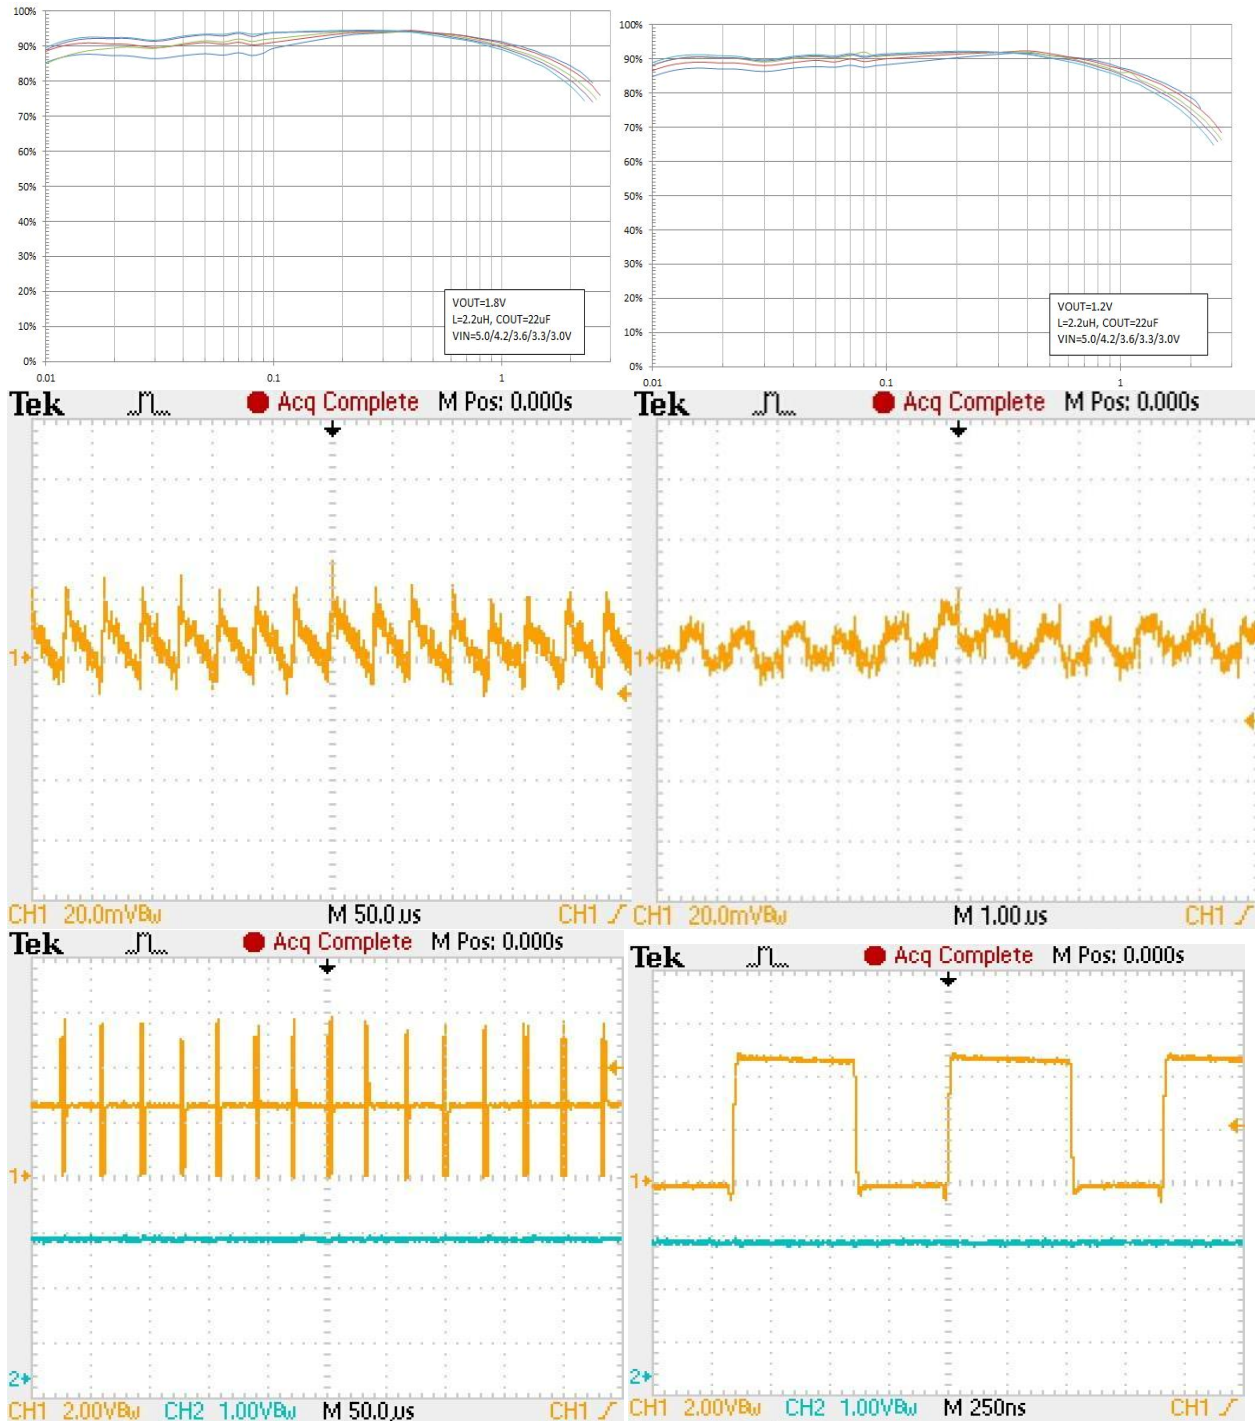 100%
90%
80%
70%
60%
50%
40%
30%
20%
10%
0%
VOUT=1.8V
L=2.2uH, COUT=22uF
VIN=5.0/4.2/3.6/3.3/3.0V
0.01 0.1 1
100%
90%
80%
70%
60%
50%
40%
30%
20%
10%
0%
VOUT=1.2V
L=2.2uH, COUT=22uF
VIN=5.0/4.2/3.6/3.3/3.0V
0.01 0.1 1
Tek Acq Complete M Pos: 0.000s
1
CH1 20.0mVBw M 50.0µs CH1
Tek Acq Complete M Pos: 0.000s
1
CH1 20.0mVBw M 1.00µs CH1
Tek Acq Complete M Pos: 0.000s
1
2
CH1 2.00VBw CH2 1.00VBw M 50.0µs CH1
Tek Acq Complete M Pos: 0.000s
1
2
CH1 2.00VBw CH2 1.00VBw M 250ns CH1